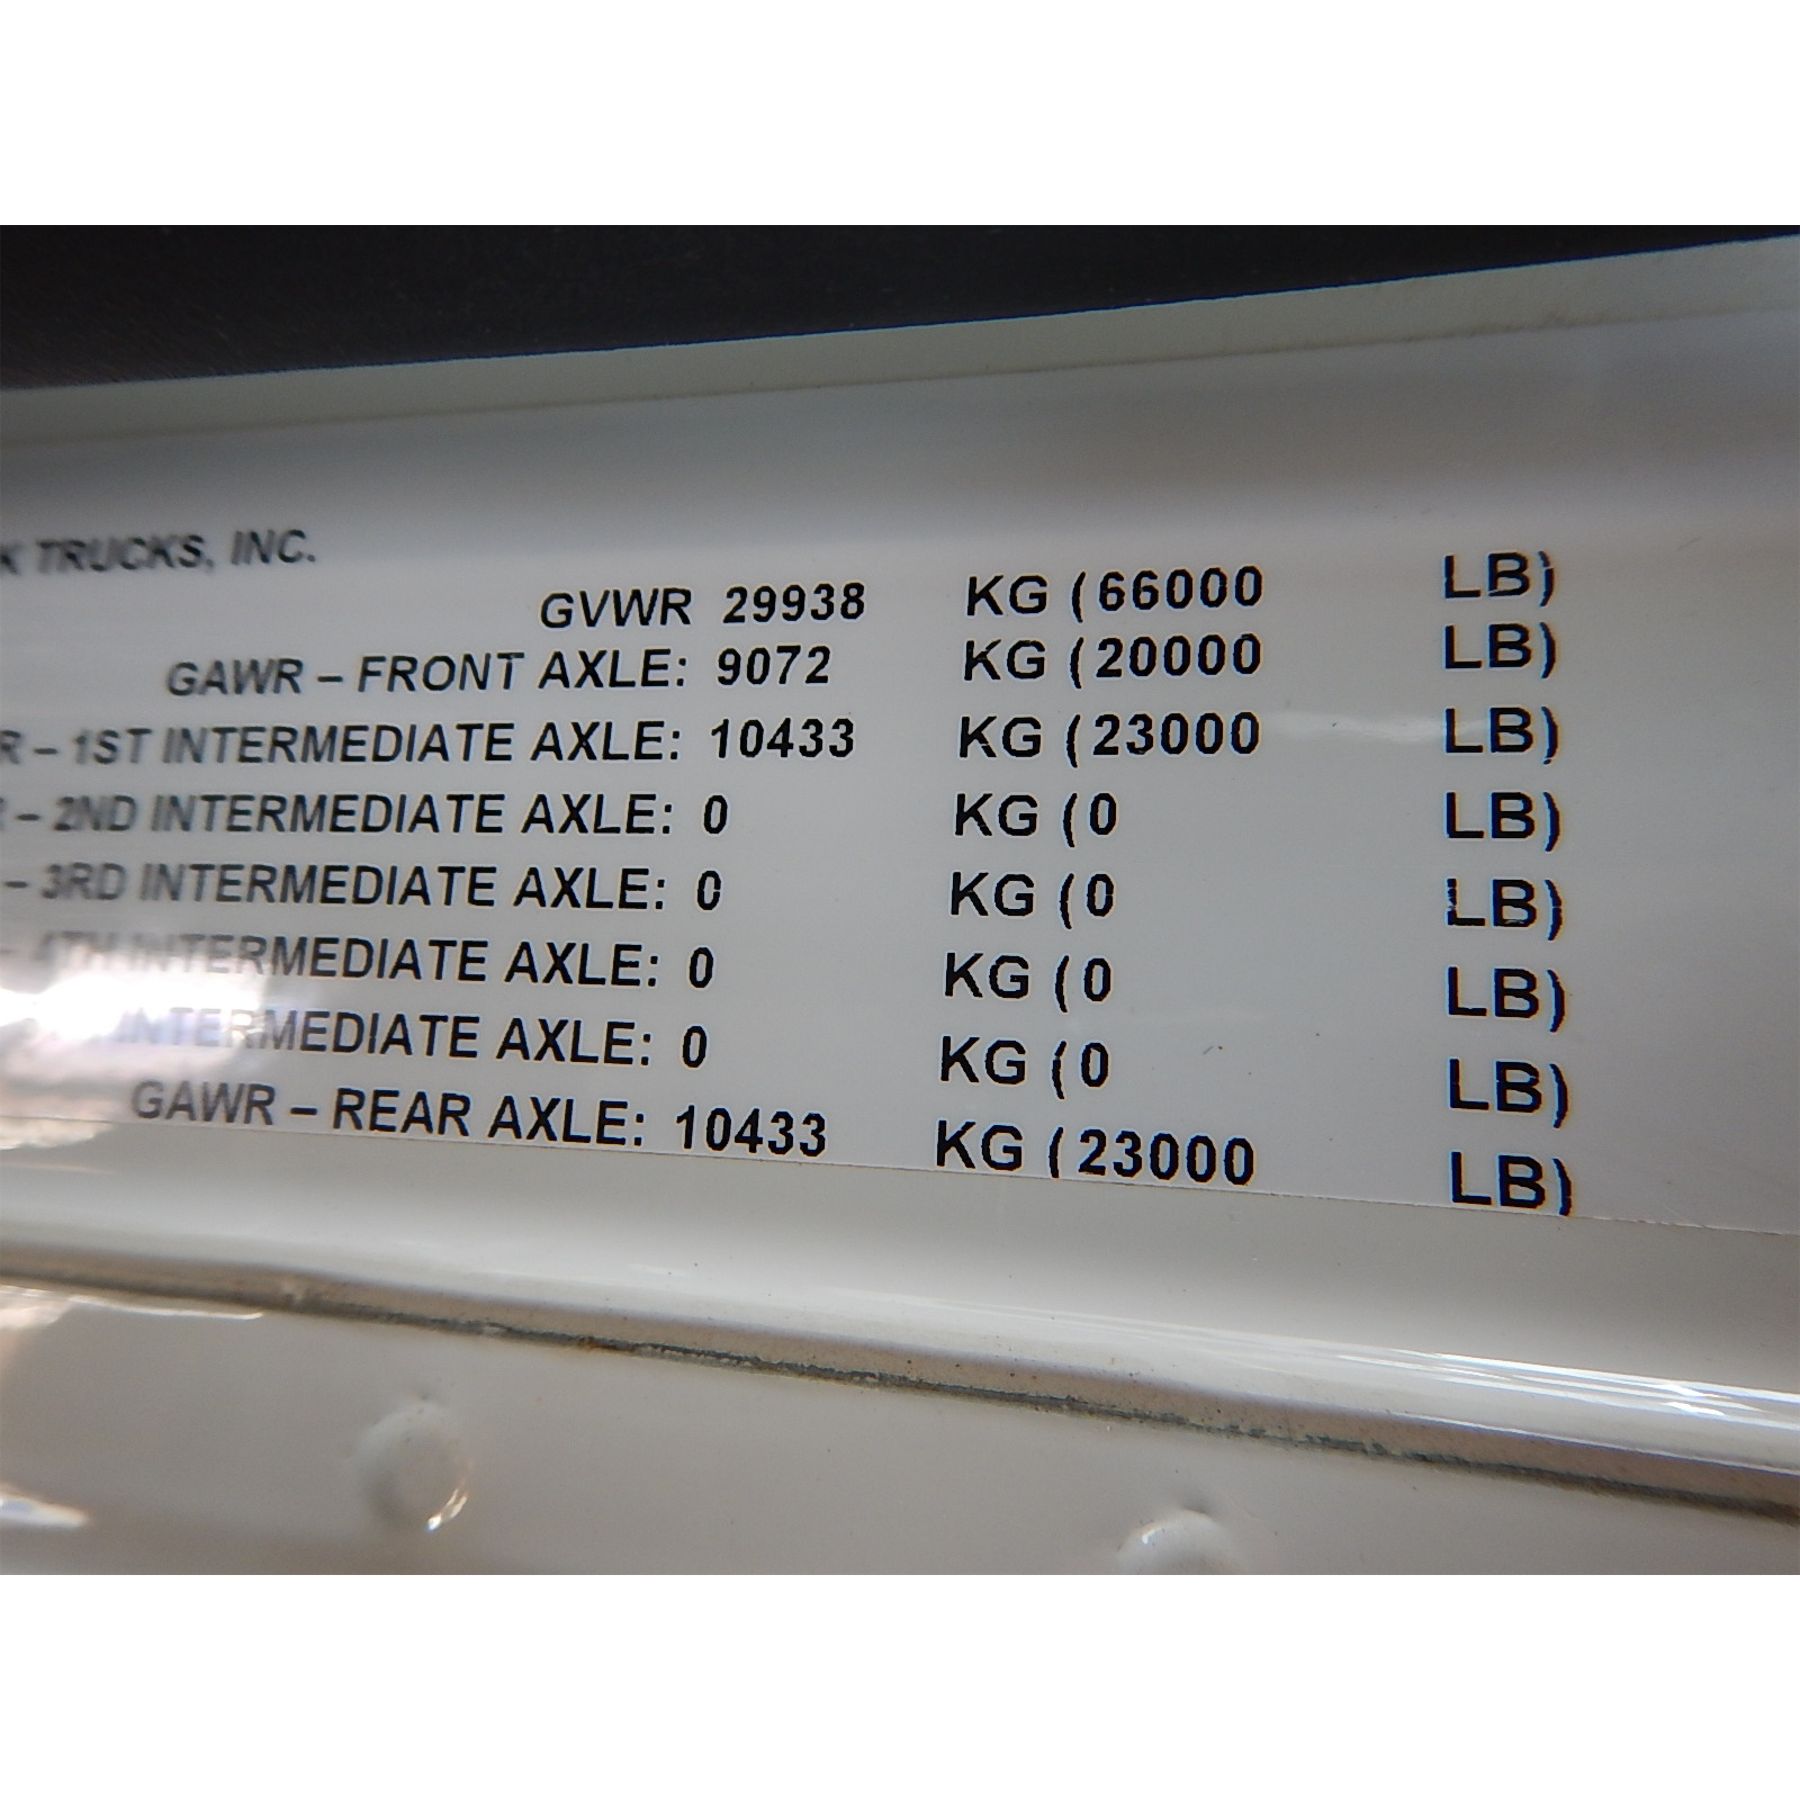 K TRUCKS, INC.
GVWR 29938 KG (66000 LB)
GAWR – FRONT AXLE: 9072 KG (20000 LB)
R – 1ST INTERMEDIATE AXLE: 10433 KG (23000 LB)
– 2ND INTERMEDIATE AXLE: 0 KG (0 LB)
– 3RD INTERMEDIATE AXLE: 0 KG (0 LB)
– 4TH INTERMEDIATE AXLE: 0 KG (0 LB)
INTERMEDIATE AXLE: 0 KG (0 LB)
GAWR – REAR AXLE: 10433 KG (23000 LB)